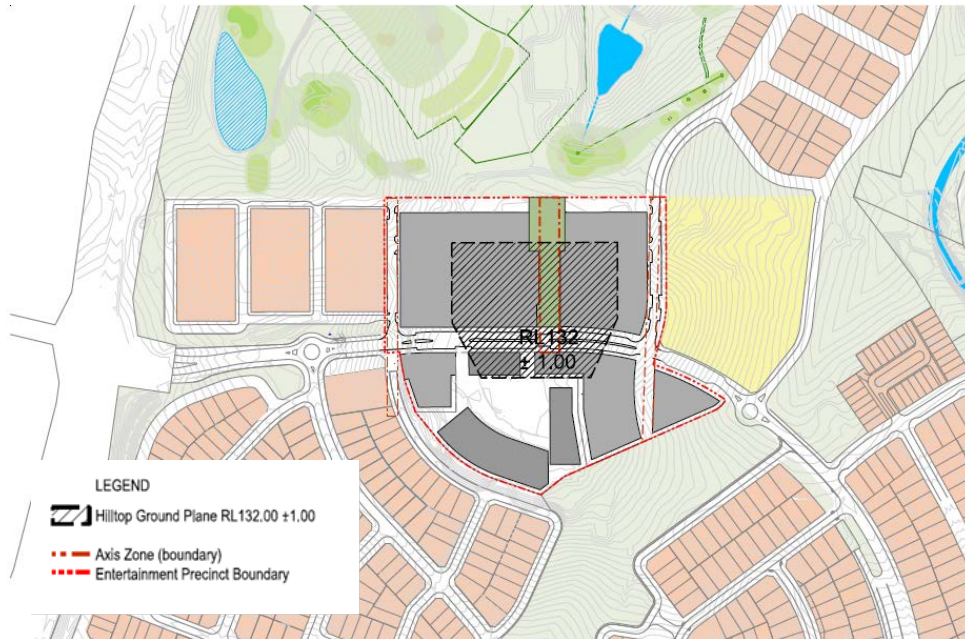 RL132
± 1.00
LEGEND
Hilltop Ground Plane RL132.00 ±1.00
Axis Zone (boundary)
Entertainment Precinct Boundary